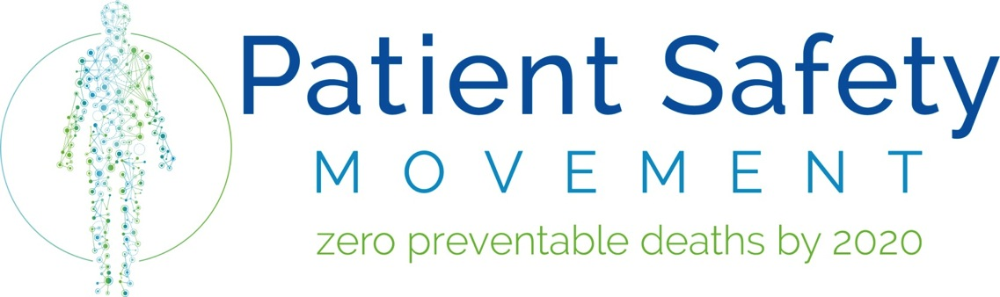 Patient Safety
MOVEMENT
zero preventable deaths by 2020